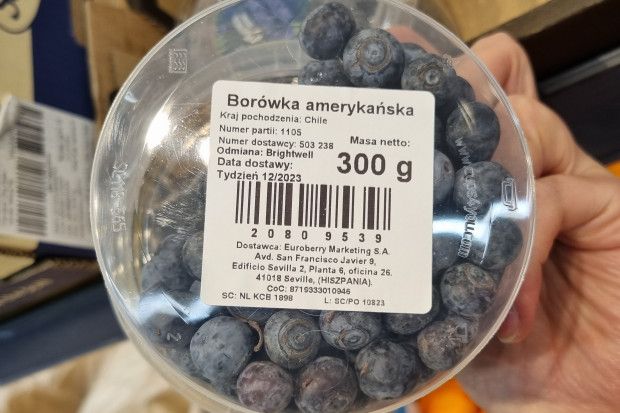 Borówka amerykańska
Kraj pochodzenia: Chile
Numer partii: 1105
Masa netto:
Numer dostawcy: 503 238
Odmiana: Brightwell
300 g
Data dostawy:
Tydzień 12/2023
20809539
Dostawca: Euroberry Marketing S.A.
Avd. San Francisco Javier 9,
Edificio Sevilla 2, Planta 6, oficina 26.
41018 Seville, (HISZPANIA).
CoC: 8719333010946
SC: NL KCB 1898
L: SC/PO 10823